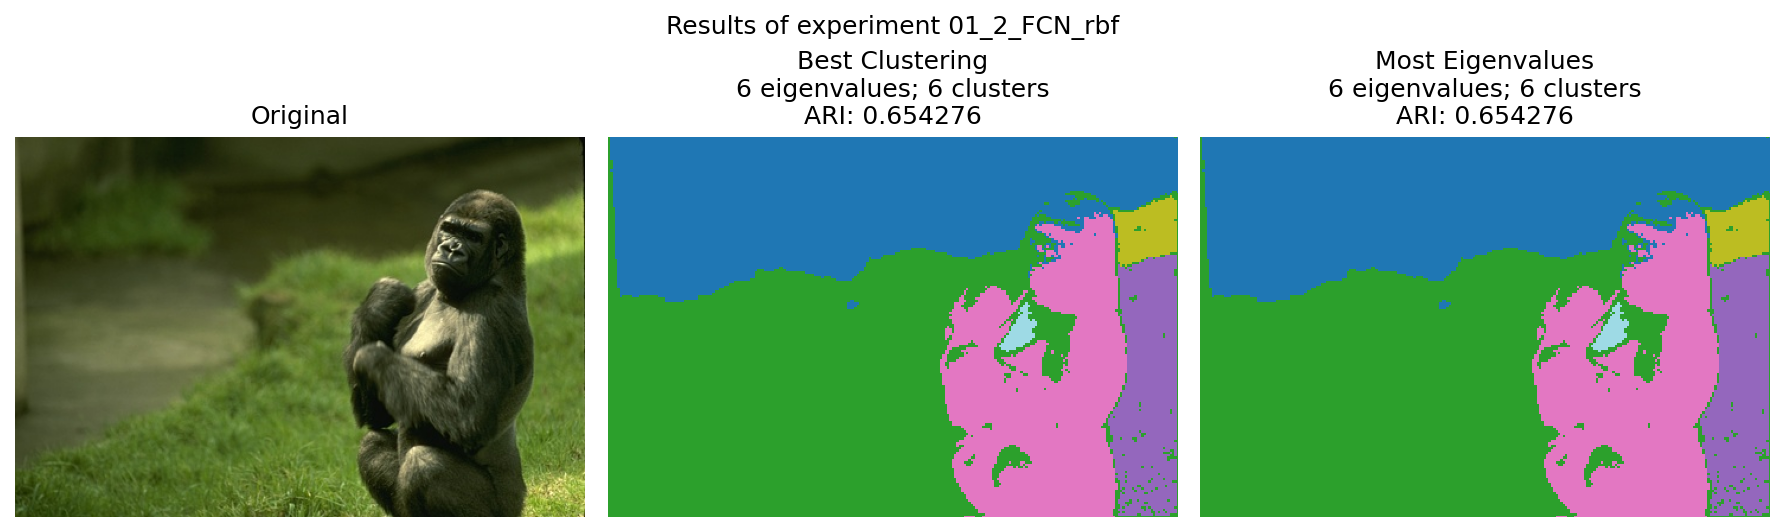 Results of experiment 01_2_FCN_rbf
Original
Best Clustering
6 eigenvalues; 6 clusters
ARI: 0.654276
Most Eigenvalues
6 eigenvalues; 6 clusters
ARI: 0.654276